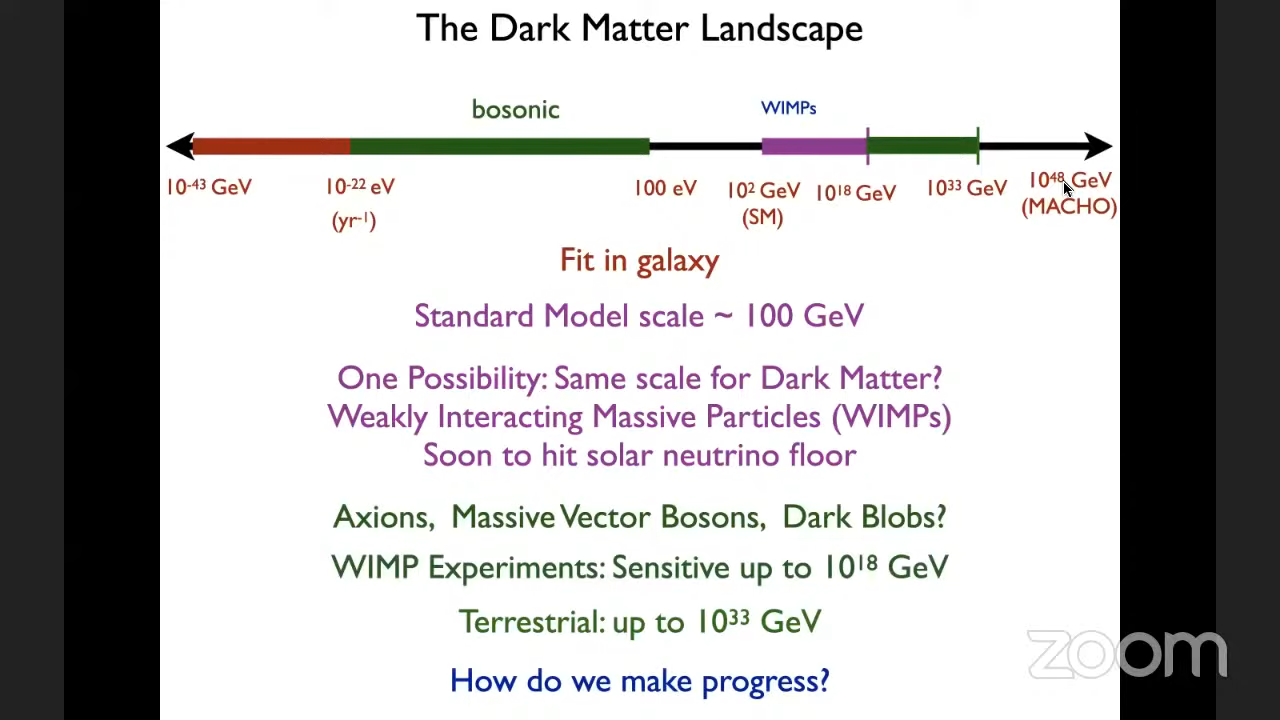 The Dark Matter Landscape
bosonic
WIMPs
10⁻⁴³ GeV
10⁻²² eV
(yr⁻¹)
100 eV
10² GeV
(SM)
10¹⁸ GeV
10³³ GeV
10⁴⁸ GeV
(MACHO)
Fit in galaxy
Standard Model scale ~ 100 GeV
One Possibility: Same scale for Dark Matter?
Weakly Interacting Massive Particles (WIMPs)
Soon to hit solar neutrino floor
Axions, Massive Vector Bosons, Dark Blobs?
WIMP Experiments: Sensitive up to 10¹⁸ GeV
Terrestrial: up to 10³³ GeV
How do we make progress?
zoom